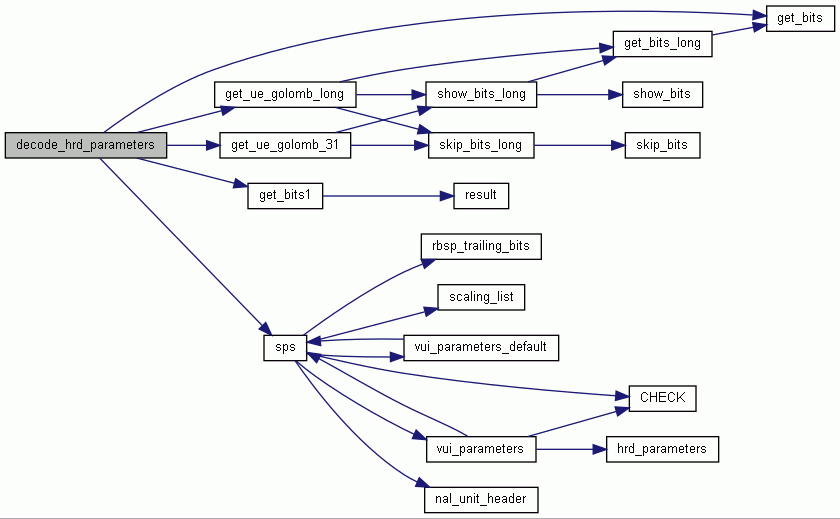 get_bits
get_bits_long
get_ue_golomb_long
show_bits_long
show_bits
decode_hrd_parameters
get_ue_golomb_31
skip_bits_long
skip_bits
get_bits1
result
rbsp_trailing_bits
scaling_list
sps
vui_parameters_default
CHECK
vui_parameters
hrd_parameters
nal_unit_header